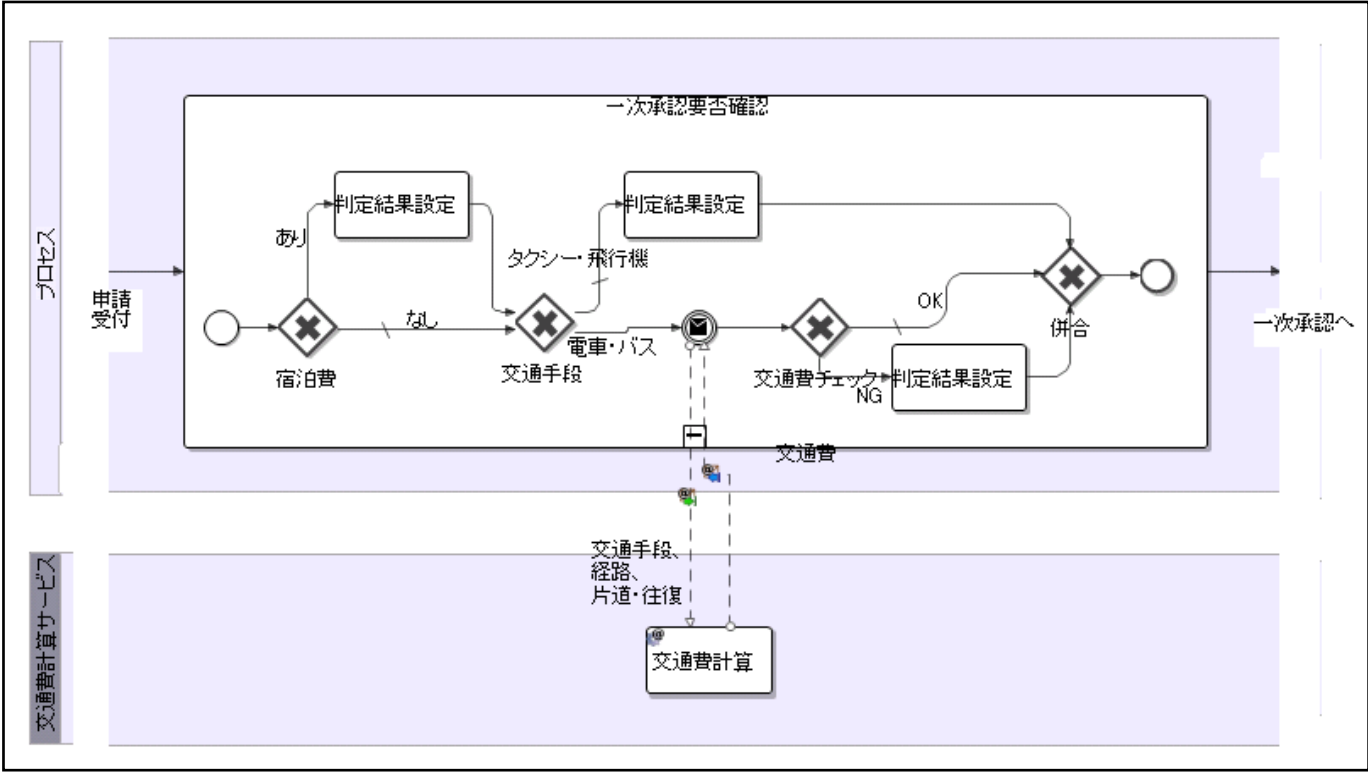 プロセス
申請
受付
一次承認要否確認
判定結果設定
判定結果設定
あり
タクシー・飛行機
なし
電車・バス
OK
宿泊費
交通手段
交通費チェック
NG
判定結果設定
併合
一次承認へ
交通費
交通費計算サービス
交通手段、
経路、
片道・往復
@
@
@
交通費計算